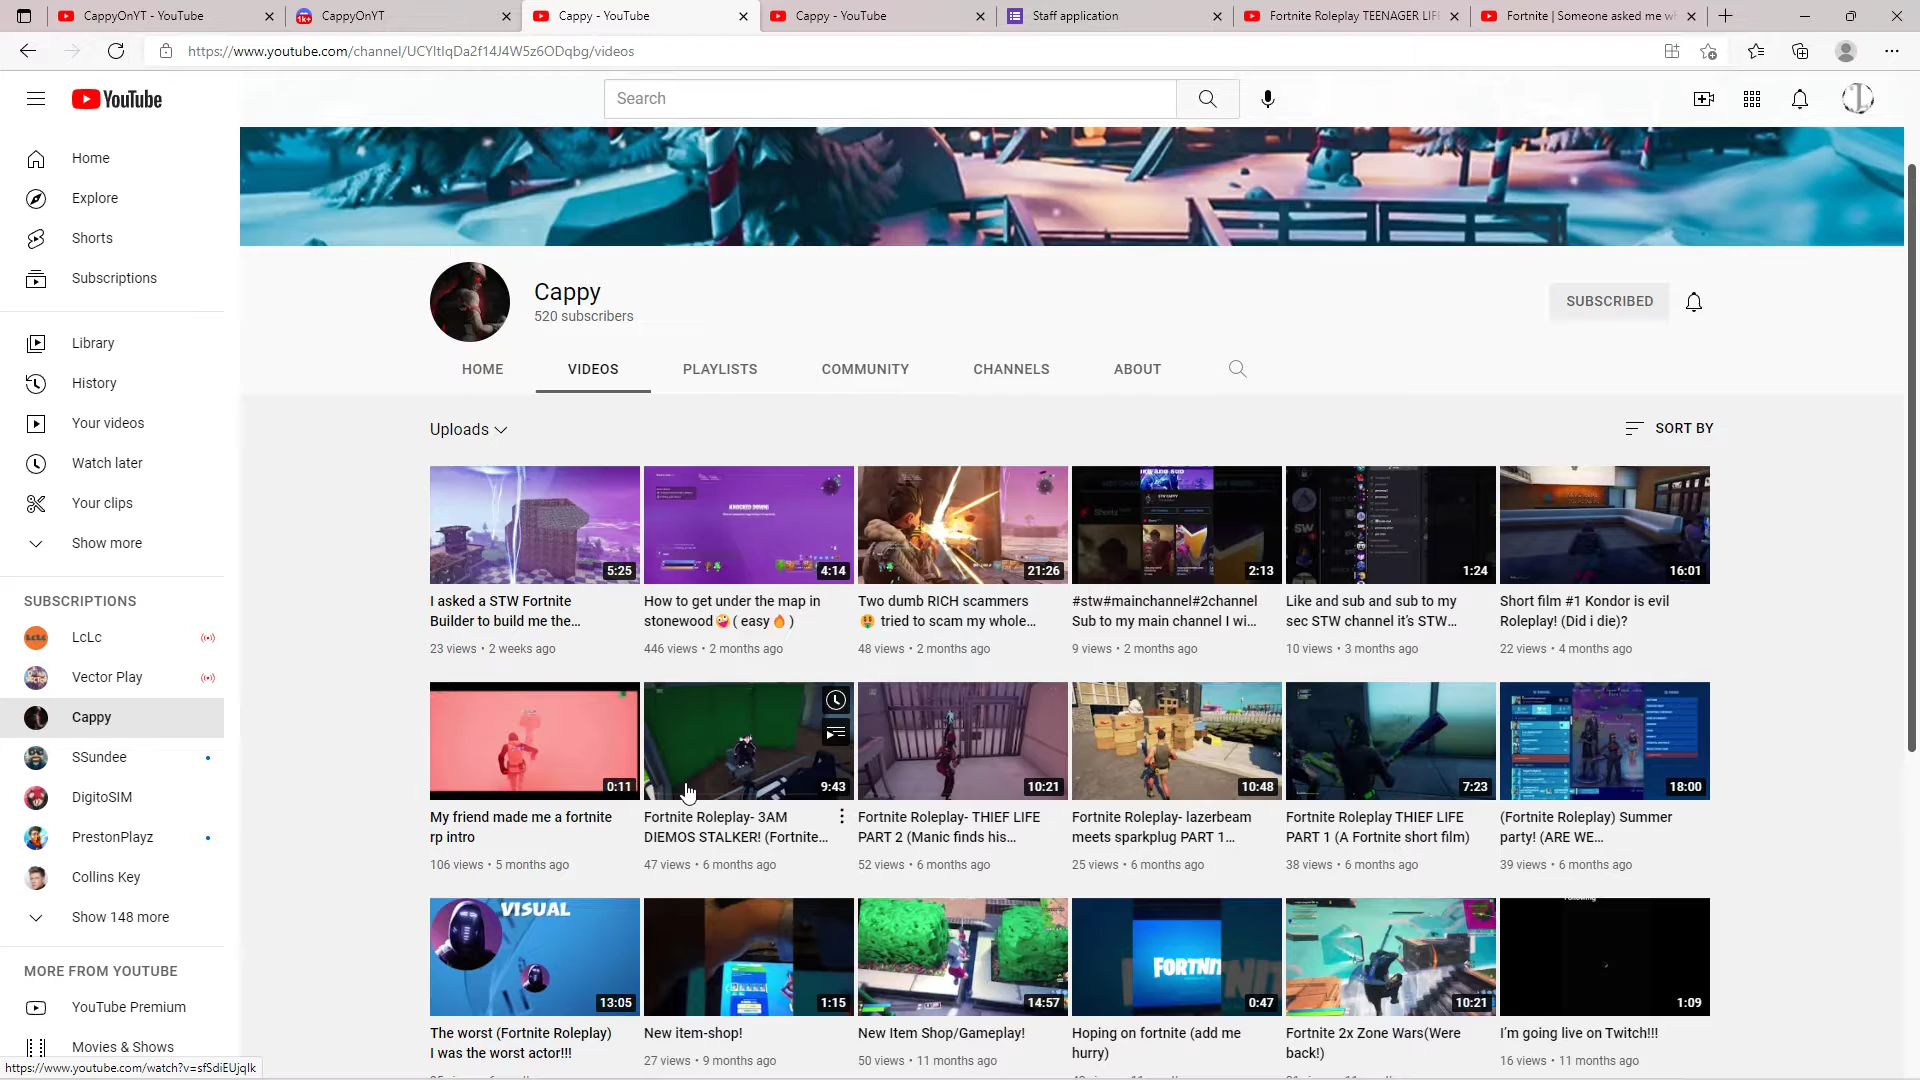 CappyOnYT - YouTube
CappyOnYT
Cappy - YouTube
Cappy - YouTube
Staff application
Fortnite Roleplay TEENAGER LIF
Fortnite | Someone asked me w
https://www.youtube.com/channel/UCYItIqDa2f14J4W5z6ODqbg/videos
YouTube
Search
Home
Explore
Shorts
Subscriptions
Library
History
Your videos
Watch later
Your clips
Show more
SUBSCRIPTIONS
LcLc
Vector Play
Cappy
SSundee
DigitoSIM
PrestonPlayz
Collins Key
Show 148 more
MORE FROM YOUTUBE
YouTube Premium
Movies & Shows
https://www.youtube.com/watch?v=sfSdiEUjqlk
Cappy
520 subscribers
SUBSCRIBED
HOME VIDEOS PLAYLISTS COMMUNITY CHANNELS ABOUT
Uploads
SORT BY
5:25
I asked a STW Fortnite
Builder to build me the...
23 views • 2 weeks ago
KNOCKED DOWN!
4:14
How to get under the map in
stonewood🤪( easy🔥)
446 views • 2 months ago
21:26
Two dumb RICH scammers
🤑 tried to scam my whole...
48 views • 2 months ago
2:13
#stw#mainchannel#2channel
Sub to my main channel I wi...
9 views • 2 months ago
1:24
Like and sub and sub to my
sec STW channel it’s STW...
10 views • 3 months ago
16:01
Short film #1 Kondor is evil
Roleplay! (Did i die)?
22 views • 4 months ago
0:11
My friend made me a fortnite
rp intro
106 views • 5 months ago
9:43
Fortnite Roleplay- 3AM
DIEMOS STALKER! (Fortnite...
47 views • 6 months ago
10:21
Fortnite Roleplay- THIEF LIFE
PART 2 (Manic finds his...
52 views • 6 months ago
10:48
Fortnite Roleplay- lazerbeam
meets sparkplug PART 1...
25 views • 6 months ago
7:23
Fortnite Roleplay THIEF LIFE
PART 1 (A Fortnite short film)
38 views • 6 months ago
18:00
(Fortnite Roleplay) Summer
party! (ARE WE...
39 views • 6 months ago
VISUAL
13:05
The worst (Fortnite Roleplay)
I was the worst actor!!!
1:15
New item-shop!
27 views • 9 months ago
14:57
New Item Shop/Gameplay!
50 views • 11 months ago
FORTNIT
0:47
Hoping on fortnite (add me
hurry)
10:21
Fortnite 2x Zone Wars(Were
back!)
1:09
I’m going live on Twitch!!!
16 views • 11 months ago